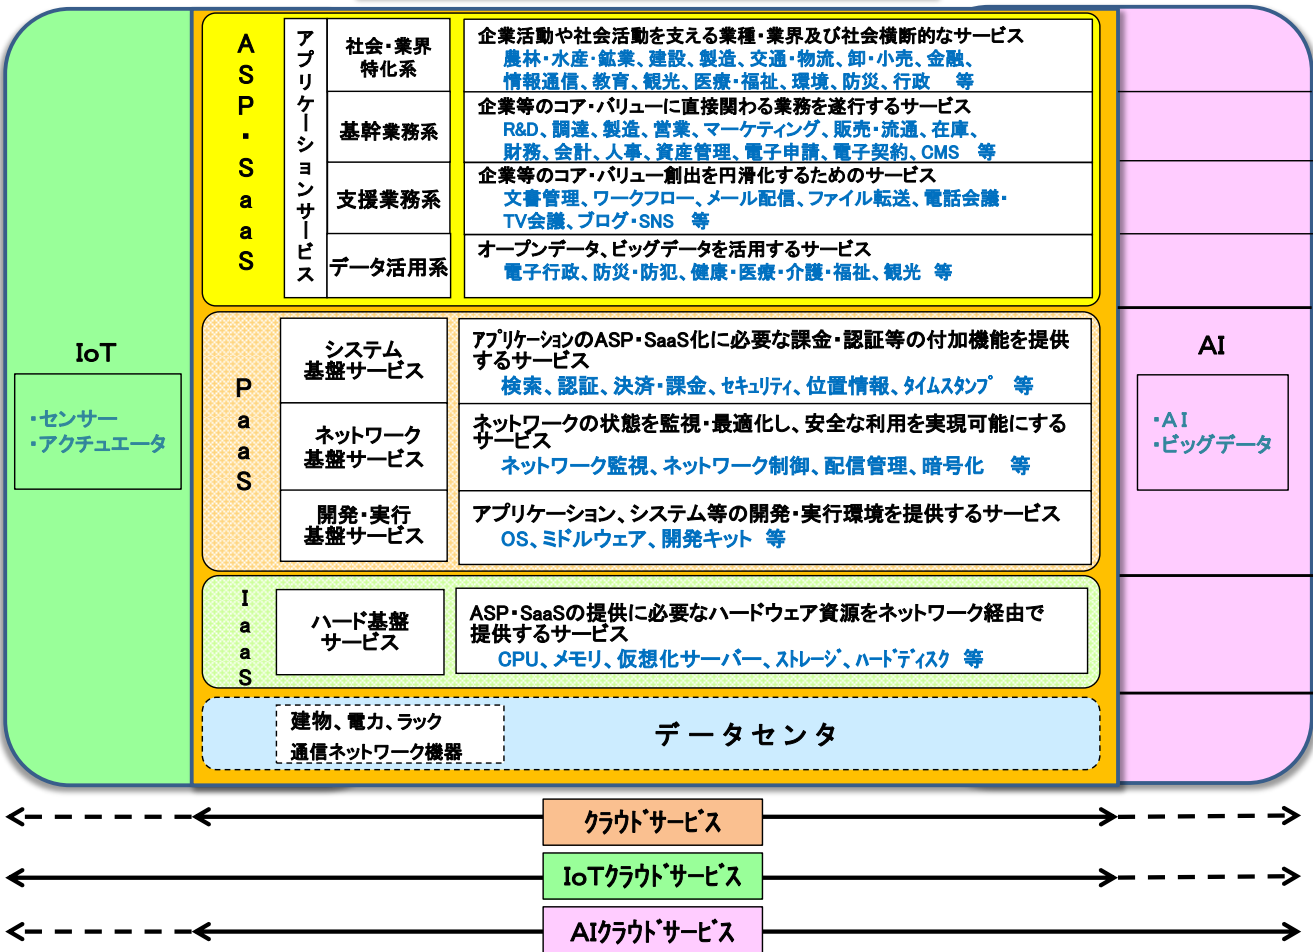 IoT
・センサー
・アクチュエータ
ASP・SaaS
アプリケーションサービス
社会・業界
特化系
企業活動や社会活動を支える業種・業界及び社会横断的なサービス
農林・水産・鉱業、建設、製造、交通・物流、卸・小売、金融、
情報通信、教育、観光、医療・福祉、環境、防災、行政 等
基幹業務系
企業等のコア・バリューに直接関わる業務を遂行するサービス
R&D、調達、製造、営業、マーケティング、販売・流通、在庫、
財務、会計、人事、資産管理、電子申請、電子契約、CMS 等
支援業務系
企業等のコア・バリュー創出を円滑化するためのサービス
文書管理、ワークフロー、メール配信、ファイル転送、電話会議・
TV会議、ブログ・SNS 等
データ活用系
オープンデータ、ビッグデータを活用するサービス
電子行政、防災・防犯、健康・医療・介護・福祉、観光 等
PaaS
システム
基盤サービス
アプリケーションのASP・SaaS化に必要な課金・認証等の付加機能を提供
するサービス
検索、認証、決済・課金、セキュリティ、位置情報、タイムスタンプ 等
ネットワーク
基盤サービス
ネットワークの状態を監視・最適化し、安全な利用を実現可能にする
サービス
ネットワーク監視、ネットワーク制御、配信管理、暗号化 等
開発・実行
基盤サービス
アプリケーション、システム等の開発・実行環境を提供するサービス
OS、ミドルウェア、開発キット 等
IaaS
ハード基盤
サービス
ASP・SaaSの提供に必要なハードウェア資源をネットワーク経由で
提供するサービス
CPU、メモリ、仮想化サーバー、ストレージ、ハードディスク 等
建物、電力、ラック
通信ネットワーク機器
データセンタ
AI
・AI
・ビッグデータ
クラウドサービス
IoTクラウドサービス
AIクラウドサービス